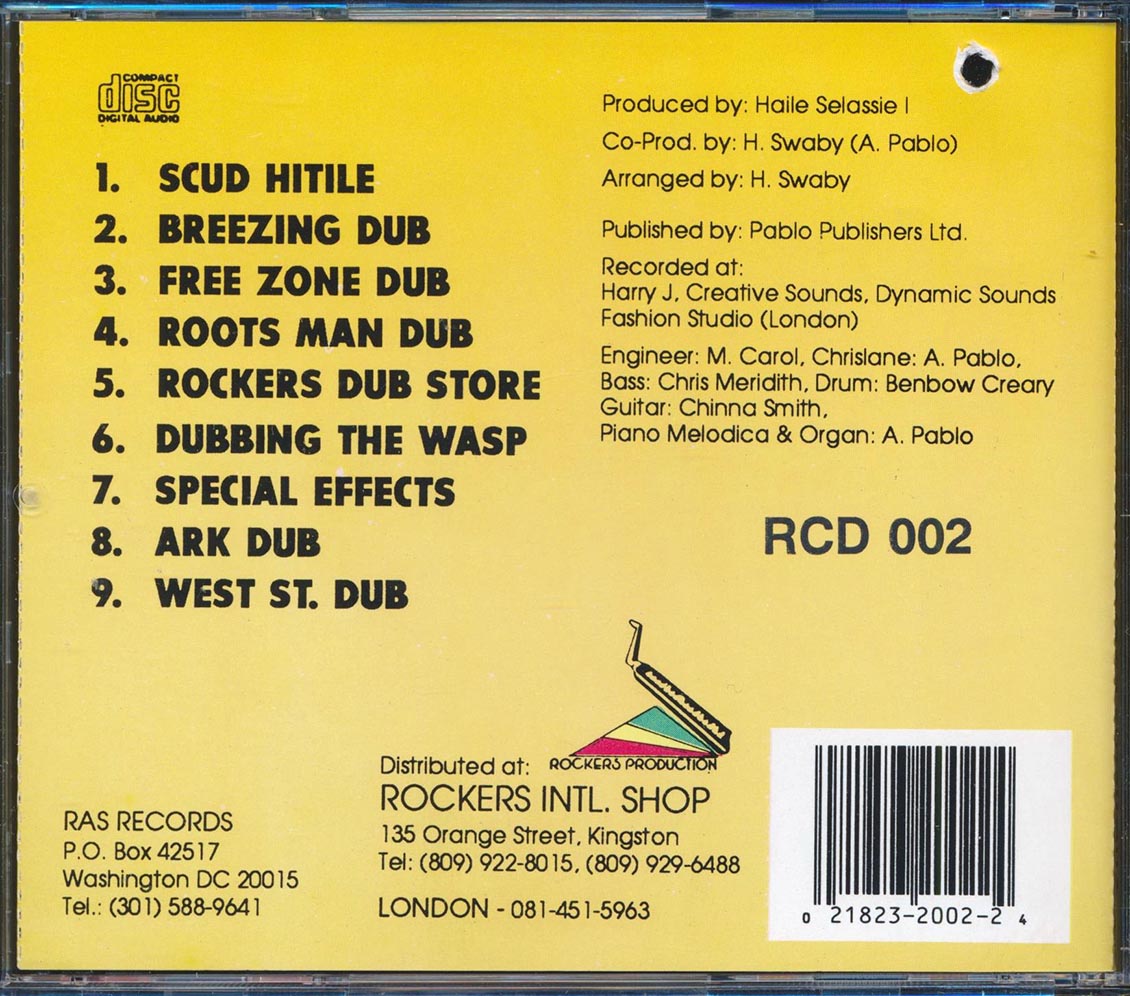 COMPACT
disc
DIGITAL AUDIO
1. SCUD HITILE
2. BREEZING DUB
3. FREE ZONE DUB
4. ROOTS MAN DUB
5. ROCKERS DUB STORE
6. DUBBING THE WASP
7. SPECIAL EFFECTS
8. ARK DUB
9. WEST ST. DUB
Produced by: Haile Selassie I
Co-Prod. by: H. Swaby (A. Pablo)
Arranged by: H. Swaby
Published by: Pablo Publishers Ltd.
Recorded at:
Harry J, Creative Sounds, Dynamic Sounds
Fashion Studio (London)
Engineer: M. Carol, Chrislane: A. Pablo,
Bass: Chris Meridith, Drum: Benbow Creary
Guitar: Chinna Smith,
Piano Melodica & Organ: A. Pablo
RCD 002
ROCKERS PRODUCTION
Distributed at:
ROCKERS INTL. SHOP
135 Orange Street, Kingston
Tel: (809) 922-8015, (809) 929-6488
LONDON - 081-451-5963
RAS RECORDS
P.O. Box 42517
Washington DC 20015
Tel.: (301) 588-9641
0 21823-2002-2 4